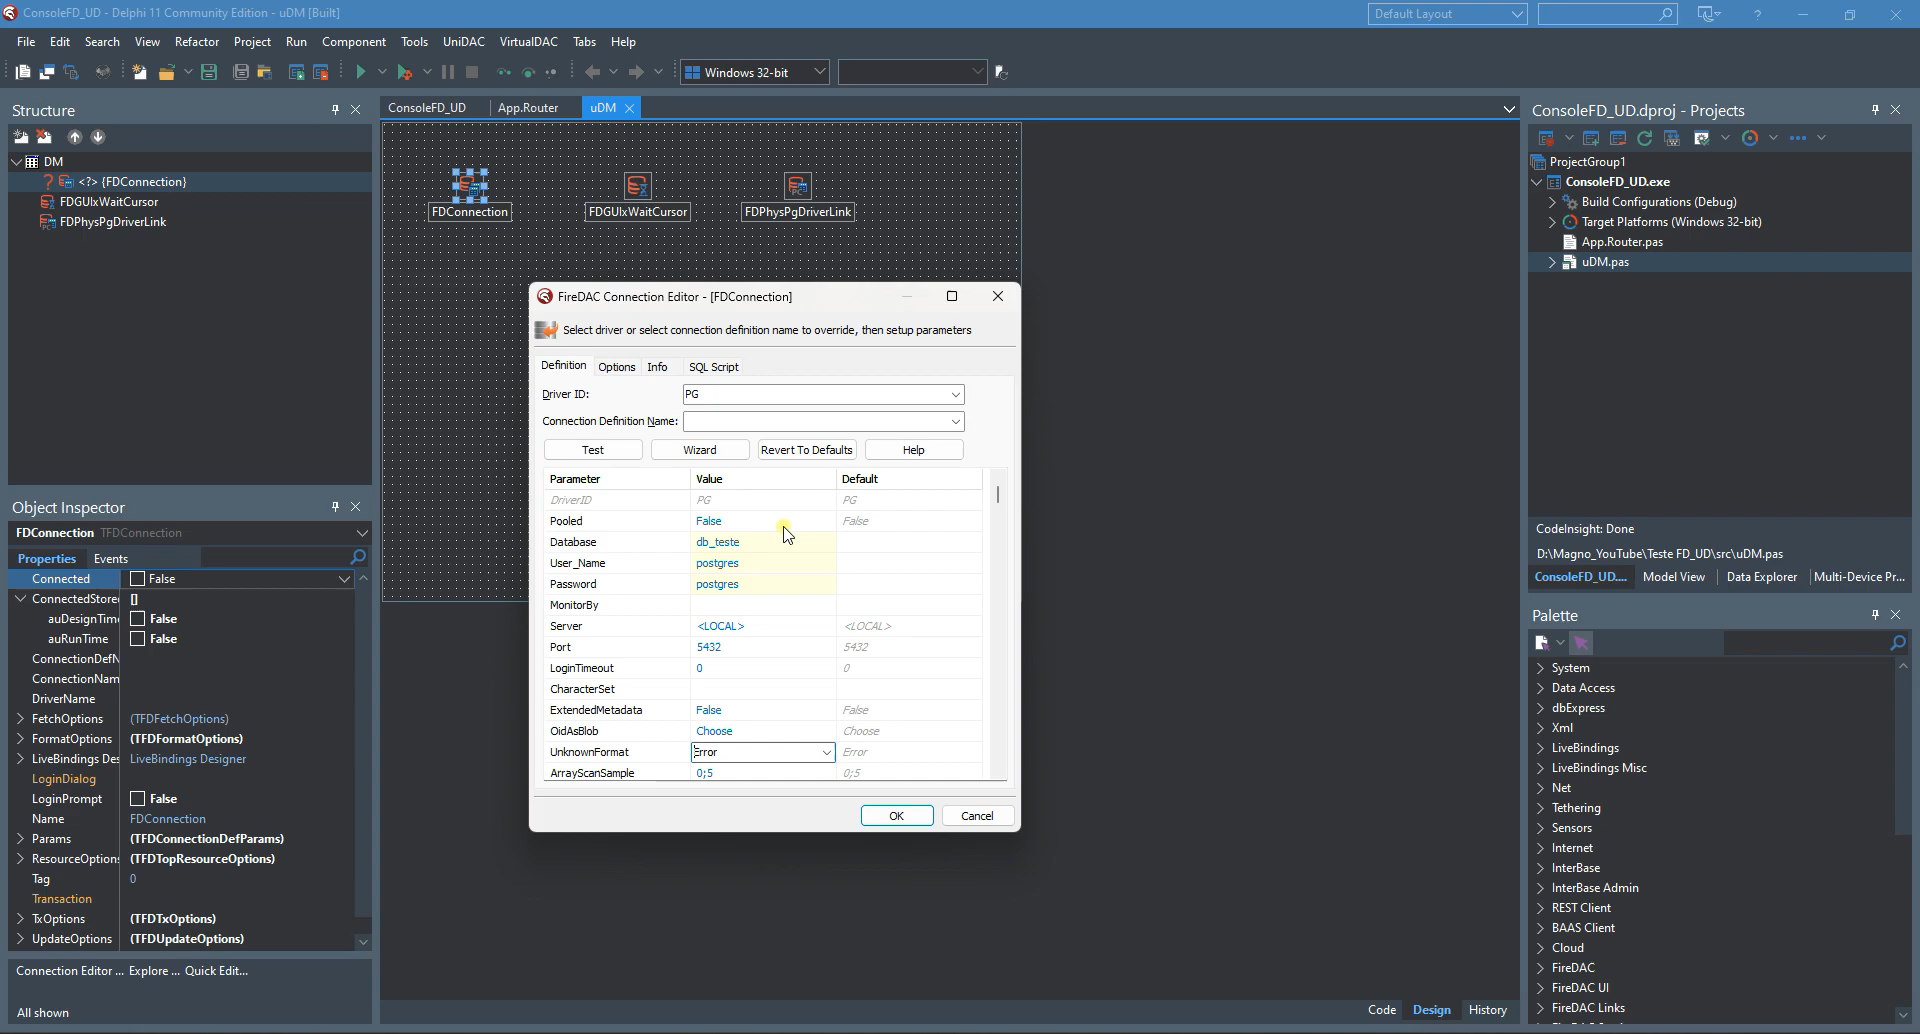 ConsoleFD_UD - Delphi 11 Community Edition - uDM [Built]
Default Layout
?
File Edit Search View Refactor Project Run Component Tools UniDAC VirtualDAC Tabs Help
Windows 32-bit
Structure
DM
<?> {FDConnection}
FDGUIxWaitCursor
FDPhysPgDriverLink
Object Inspector
FDConnection TFDConnection
Properties Events
Connected False
ConnectedStore []
auDesignTim False
auRunTime False
ConnectionDefN
ConnectionNam
DriverName
FetchOptions (TFDFetchOptions)
FormatOptions (TFDFormatOptions)
LiveBindings Des LiveBindings Designer
LoginDialog
LoginPrompt False
Name FDConnection
Params (TFDConnectionDefParams)
ResourceOption (TFDTopResourceOptions)
Tag 0
Transaction
TxOptions (TFDTxOptions)
UpdateOptions (TFDUpdateOptions)
Connection Editor ... Explore ... Quick Edit...
All shown
ConsoleFD_UD App.Router uDM
FDConnection FDGUIxWaitCursor FDPhysPgDriverLink
FireDAC Connection Editor - [FDConnection]
Select driver or select connection definition name to override, then setup parameters
Definition Options Info SQL Script
Driver ID: PG
Connection Definition Name:
Test Wizard Revert To Defaults Help
Parameter Value Default
DriverID PG PG
Pooled False False
Database db_teste
User_Name postgres
Password postgres
MonitorBy
Server <LOCAL> <LOCAL>
Port 5432 5432
LoginTimeout 0 0
CharacterSet
ExtendedMetadata False False
OidAsBlob Choose Choose
UnknownFormat Error Error
ArrayScanSample 0;5 0;5
OK Cancel
Code Design History
ConsoleFD_UD.dproj - Projects
ProjectGroup1
ConsoleFD_UD.exe
Build Configurations (Debug)
Target Platforms (Windows 32-bit)
App.Router.pas
uDM.pas
CodeInsight: Done
D:\Magno_YouTube\Teste FD_UD\src\uDM.pas
ConsoleFD_UD.... Model View Data Explorer Multi-Device Pr...
Palette
System
Data Access
dbExpress
Xml
LiveBindings
LiveBindings Misc
Net
Tethering
Sensors
Internet
InterBase
InterBase Admin
REST Client
BAAS Client
Cloud
FireDAC
FireDAC UI
FireDAC Links